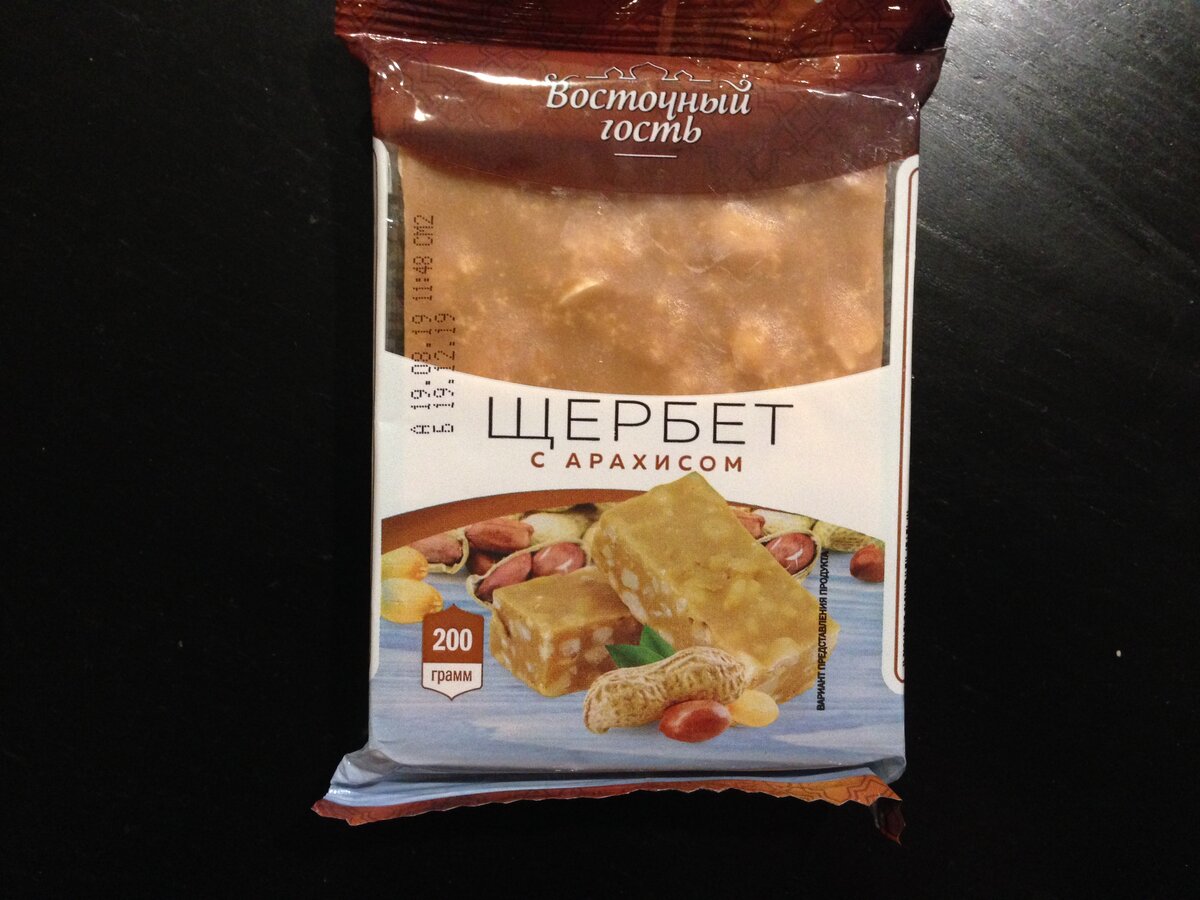 Восточный
гость
А 19.08.19 11:48 СМ2
Б 19.12.19
ЩЕРБЕТ
С АРАХИСОМ
200
грамм
ВАРИАНТ ПРЕДСТАВЛЕНИЯ ПРОДУКТА